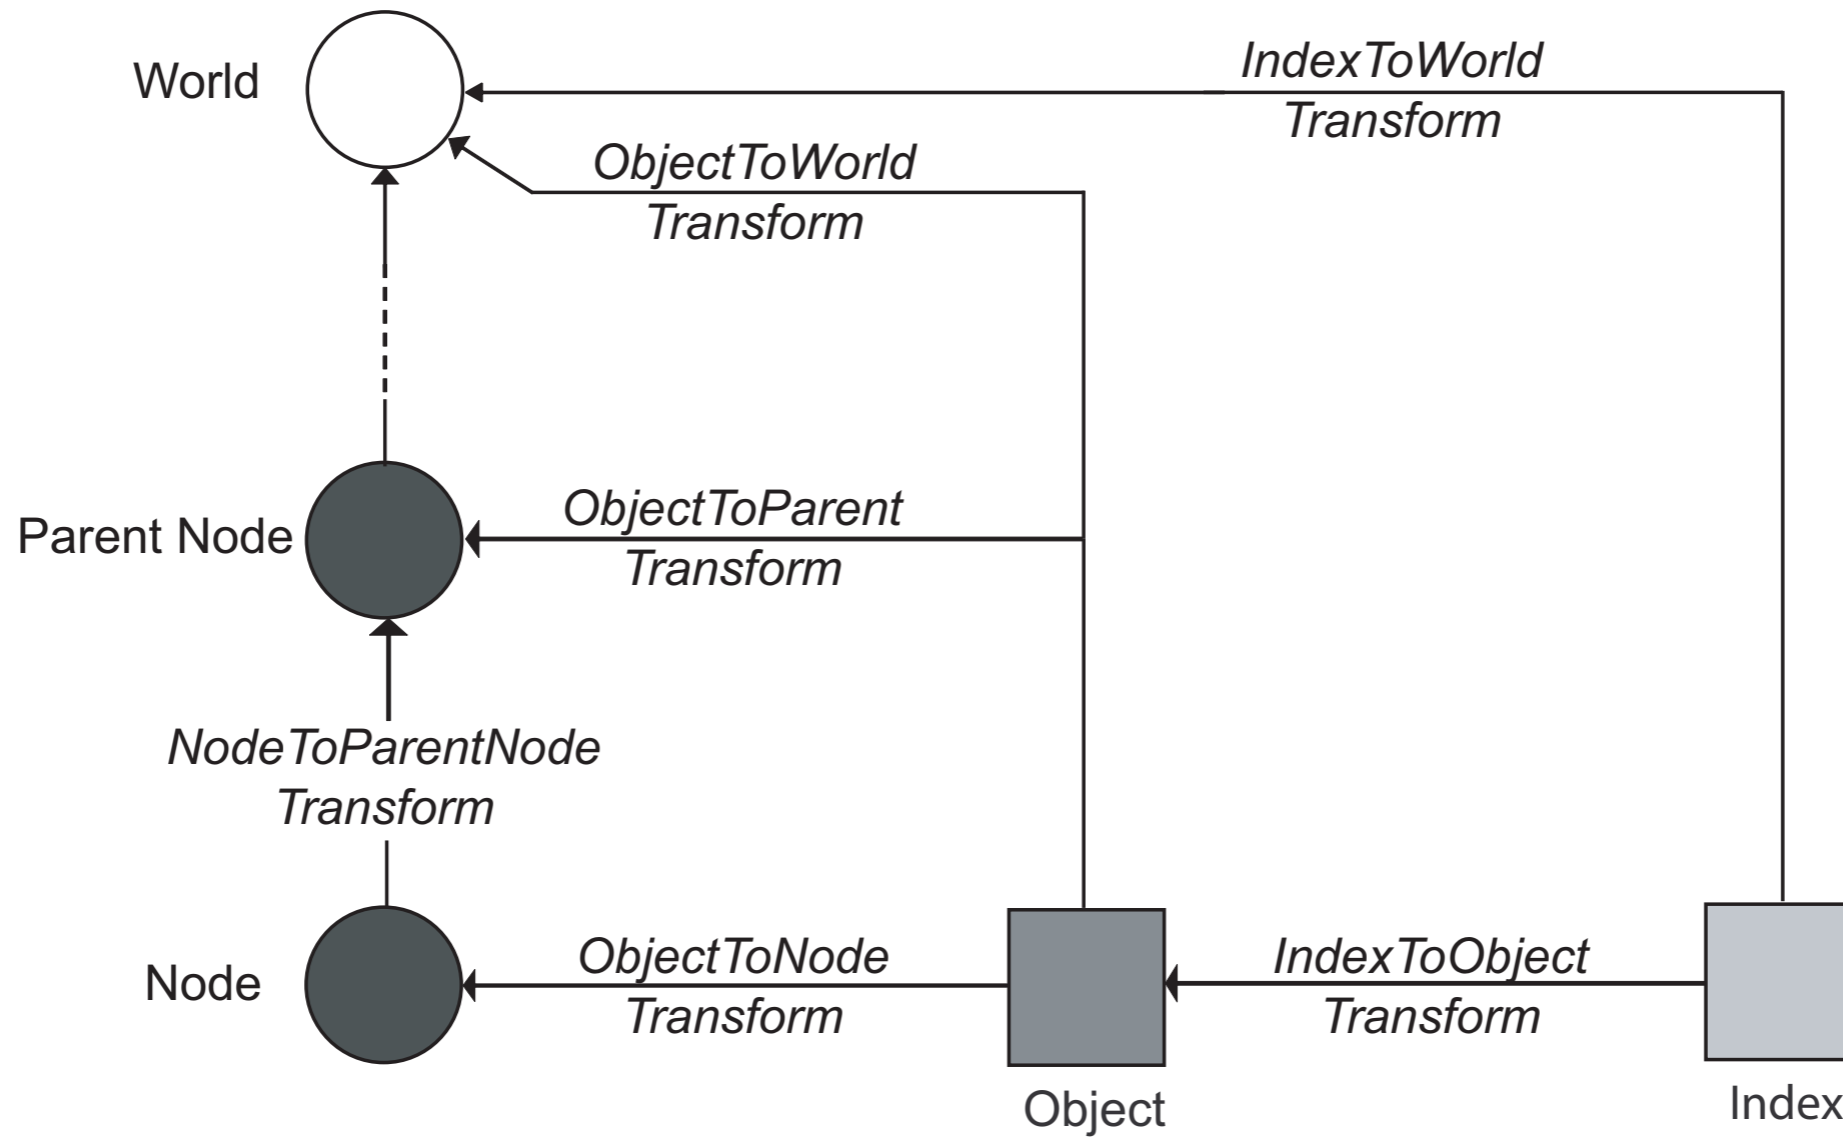 World
IndexToWorld
Transform
ObjectToWorld
Transform
Parent Node
ObjectToParent
Transform
NodeToParentNode
Transform
Node
ObjectToNode
Transform
IndexToObject
Transform
Object
Index